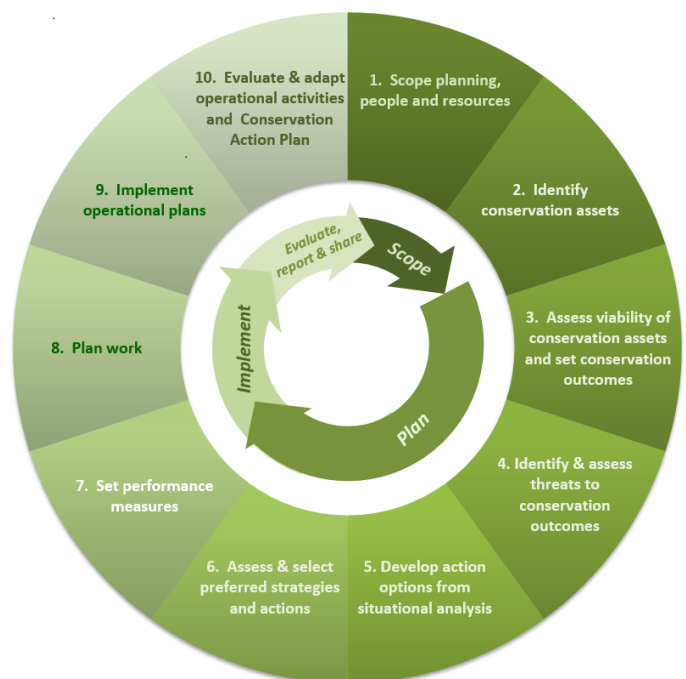 1. Scope planning,
people and resources
2. Identify
conservation assets
3. Assess viability of
conservation assets
and set conservation
outcomes
4. Identify & assess
threats to
conservation
outcomes
5. Develop action
options from
situational analysis
6. Assess & select
preferred strategies
and actions
7. Set performance
measures
8. Plan work
9. Implement
operational plans
10. Evaluate & adapt
operational activities
and Conservation
Action Plan
Scope
Plan
Implement
Evaluate,
report & share